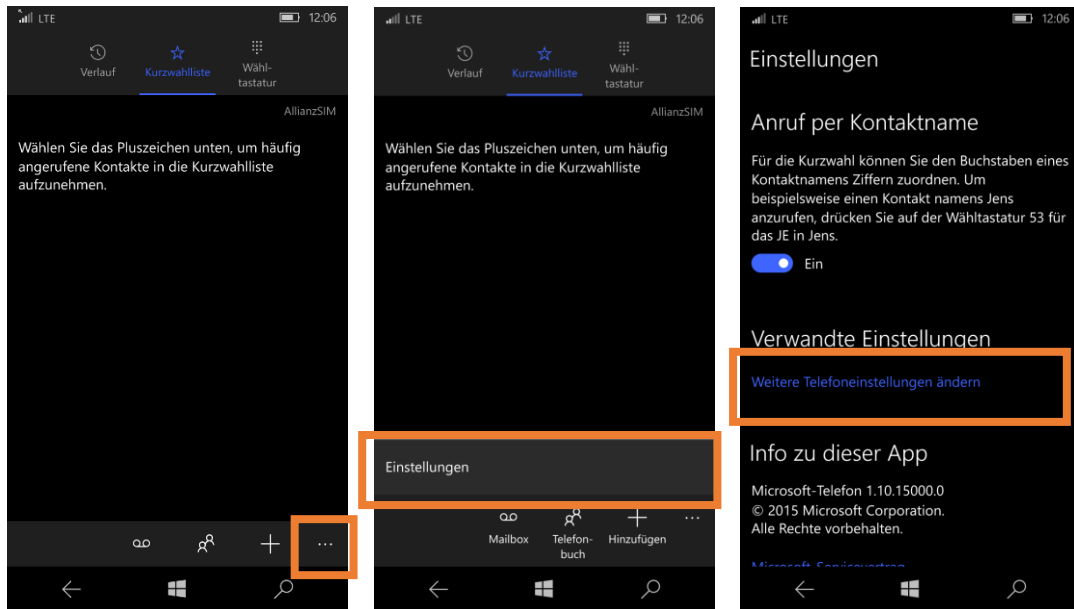 LTE 12:06
Verlauf
Kurzwahlliste
Wähl-
tastatur
AllianzSIM
Wählen Sie das Pluszeichen unten, um häufig
angerufene Kontakte in die Kurzwahlliste
aufzunehmen.
...
LTE 12:06
Verlauf
Kurzwahlliste
Wähl-
tastatur
AllianzSIM
Wählen Sie das Pluszeichen unten, um häufig
angerufene Kontakte in die Kurzwahlliste
aufzunehmen.
Einstellungen
...
Mailbox
Telefon-
buch
Hinzufügen
LTE 12:06
Einstellungen
Anruf per Kontaktname
Für die Kurzwahl können Sie den Buchstaben eines
Kontaktnamens Ziffern zuordnen. Um
beispielsweise einen Kontakt namens Jens
anzurufen, drücken Sie auf der Wähltastatur 53 für
das JE in Jens.
Ein
Verwandte Einstellungen
Weitere Telefoneinstellungen ändern
Info zu dieser App
Microsoft-Telefon 1.10.15000.0
© 2015 Microsoft Corporation.
Alle Rechte vorbehalten.
Microsoft-Servicevertrag